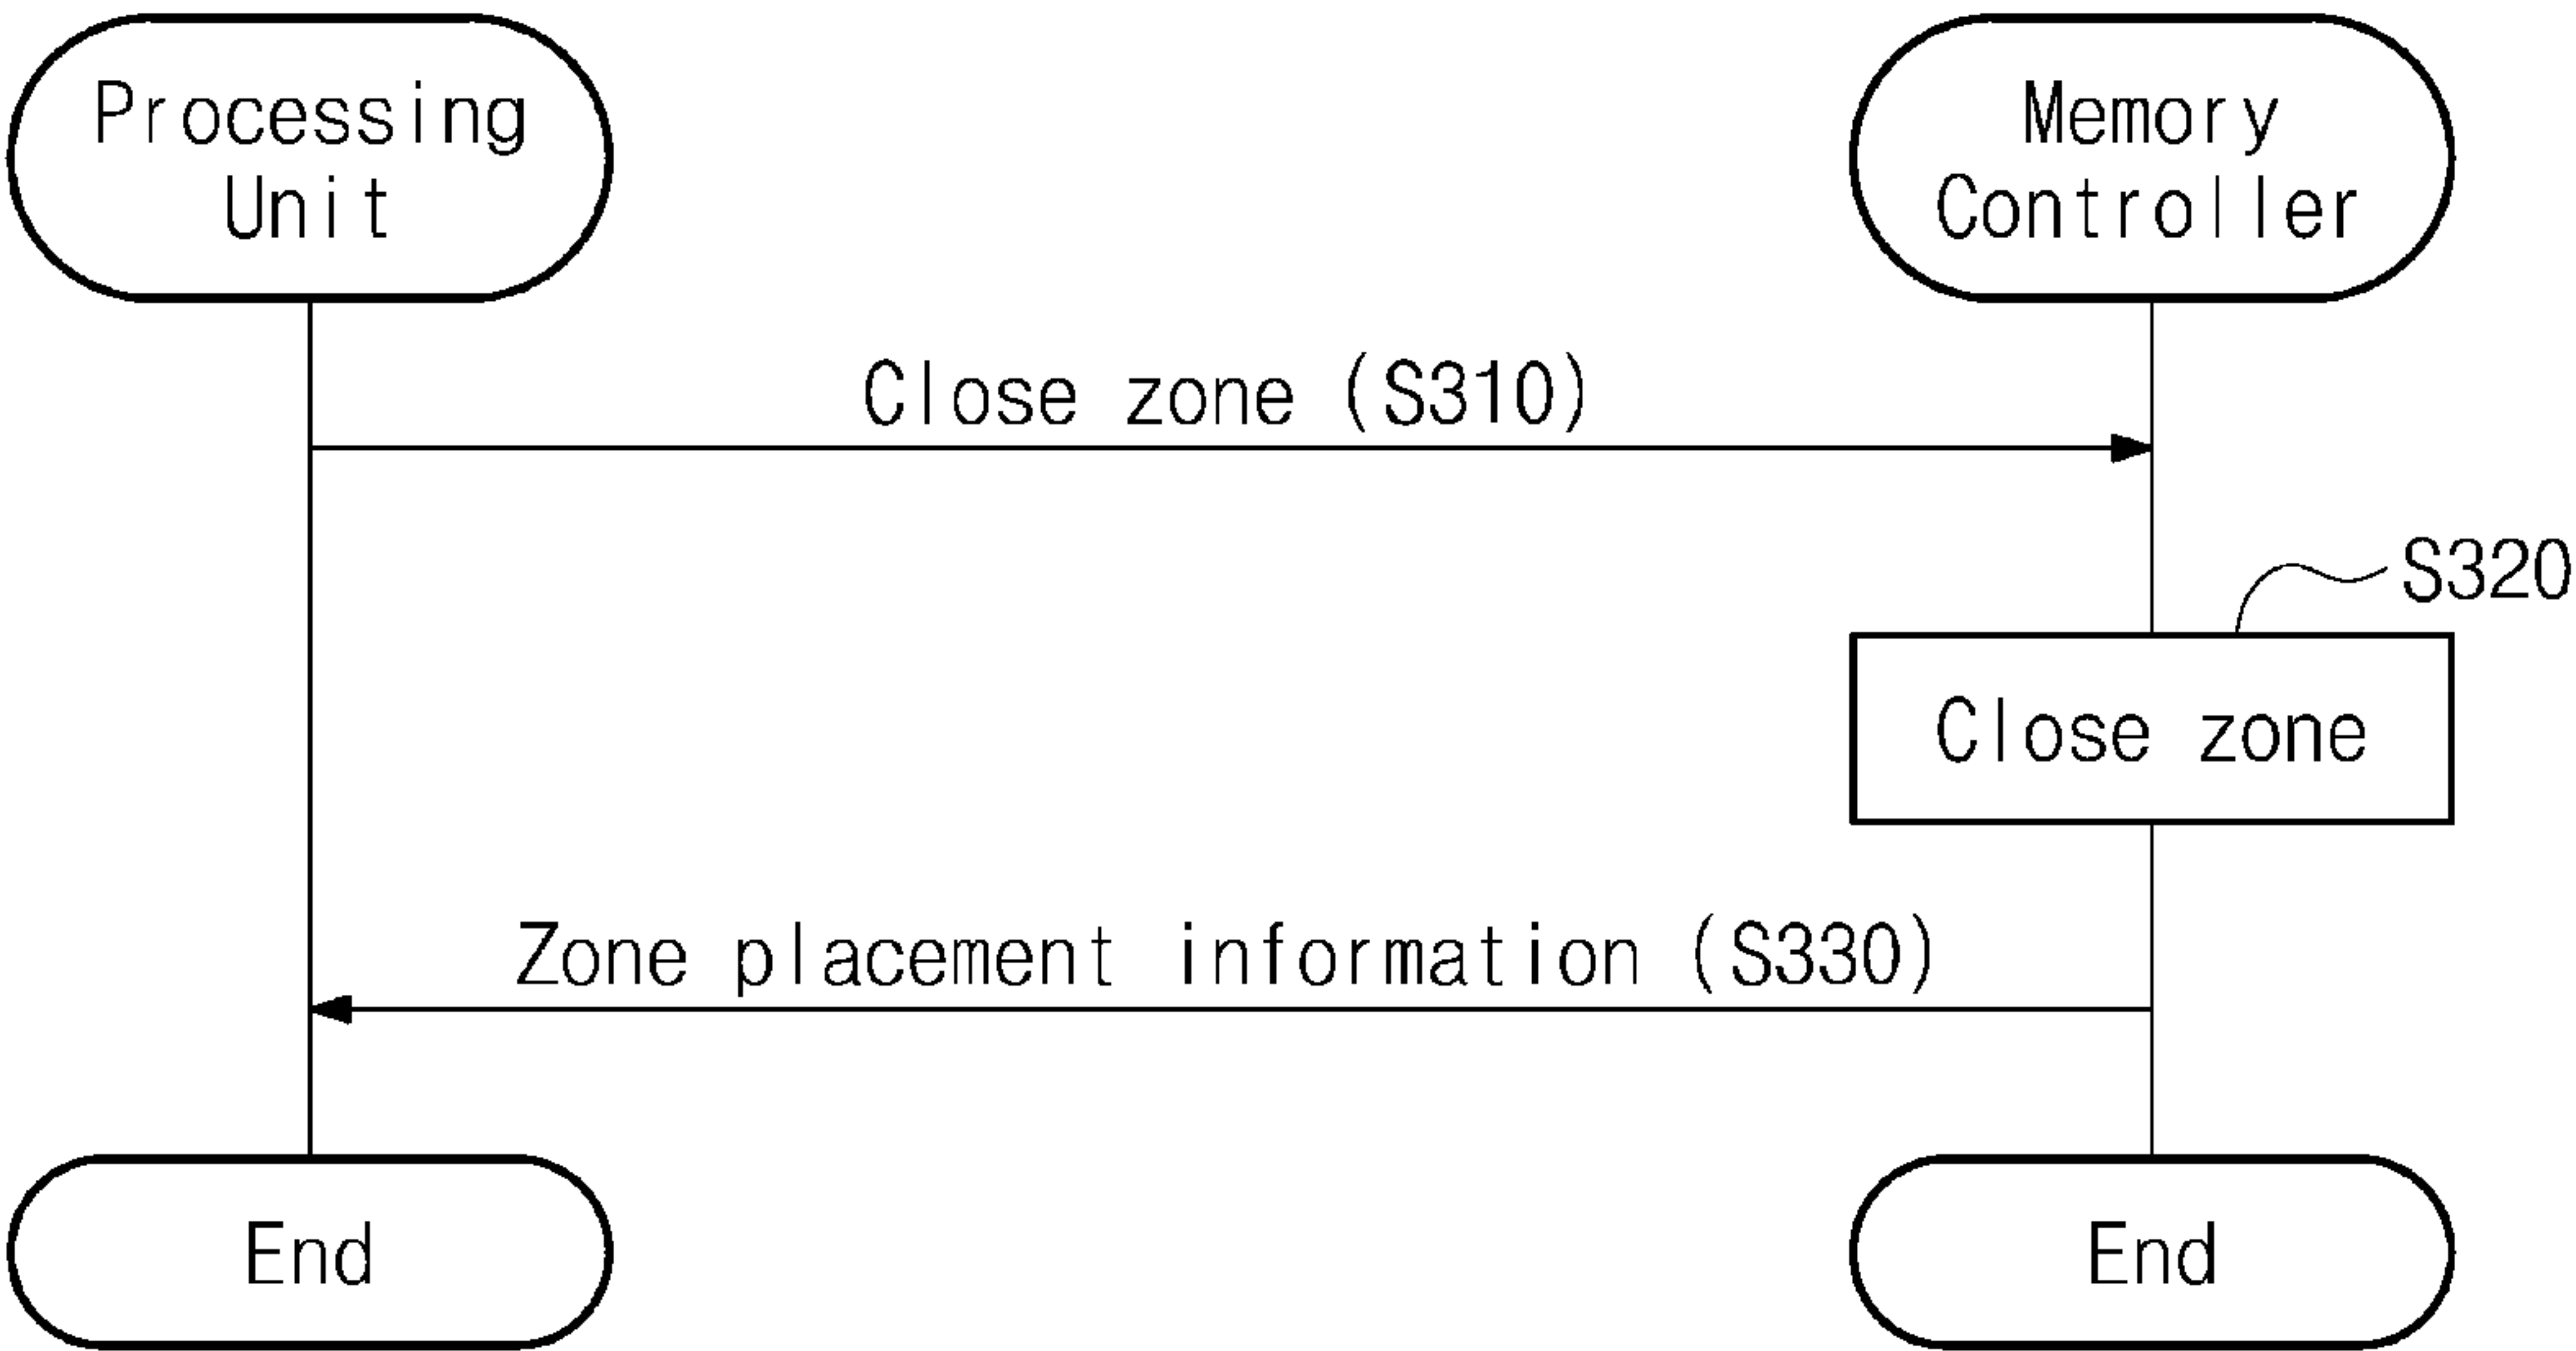 Processing
Unit
Memory
Controller
Close zone (S310)
S320
Close zone
Zone placement information (S330)
End
End